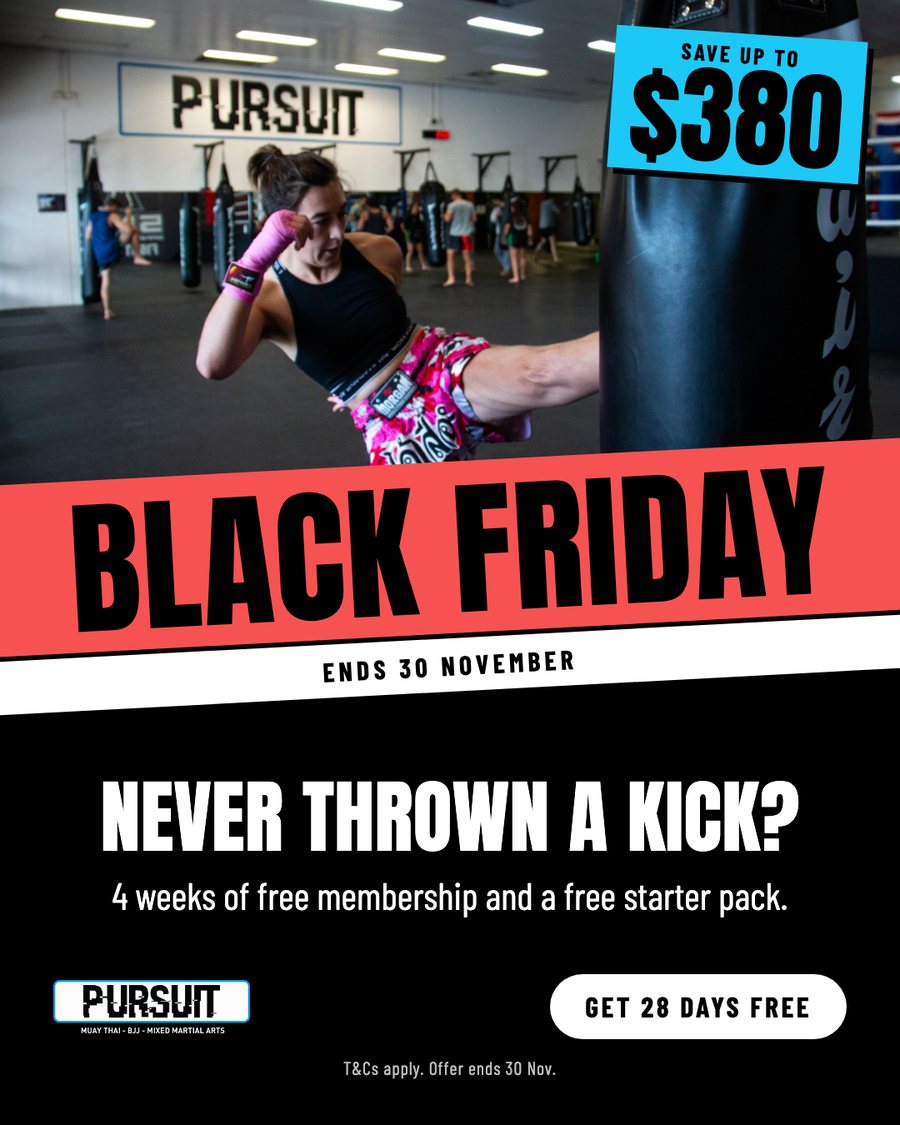 PURSUIT
SAVE UP TO
$380
MORGAN
BLACK FRIDAY
ENDS 30 NOVEMBER
NEVER THROWN A KICK?
4 weeks of free membership and a free starter pack.
PURSUIT
MUAY THAI - BJJ - MIXED MARTIAL ARTS
GET 28 DAYS FREE
T&Cs apply. Offer ends 30 Nov.